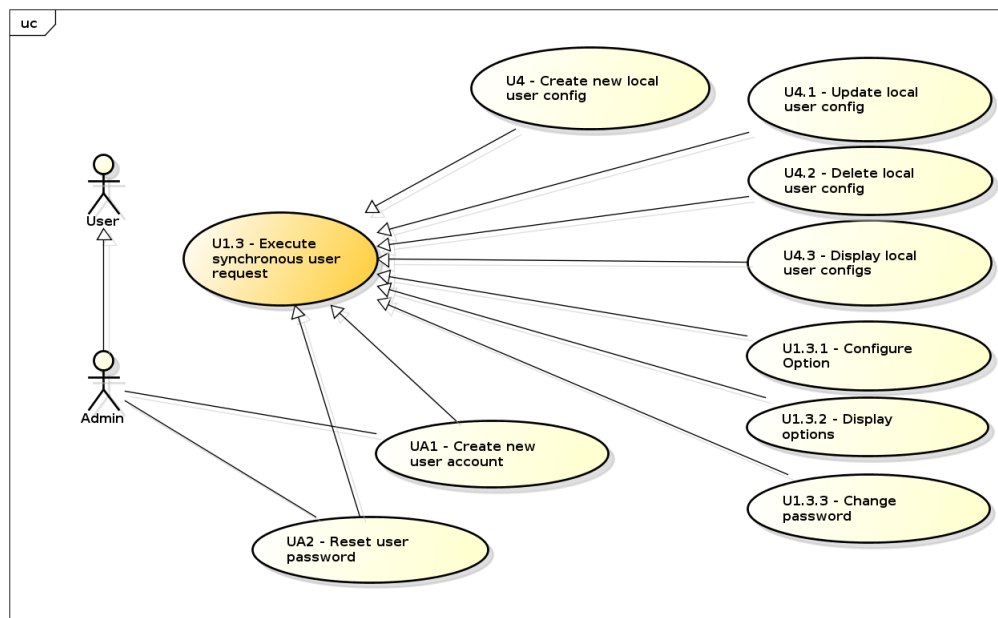 uc
U4 - Create new local
user config
U4.1 - Update local
user config
U4.2 - Delete local
user config
User
U1.3 - Execute
synchronous user
request
U4.3 - Display local
user configs
U1.3.1 - Configure
Option
Admin
U1.3.2 - Display
options
UA1 - Create new
user account
U1.3.3 - Change
password
UA2 - Reset user
password